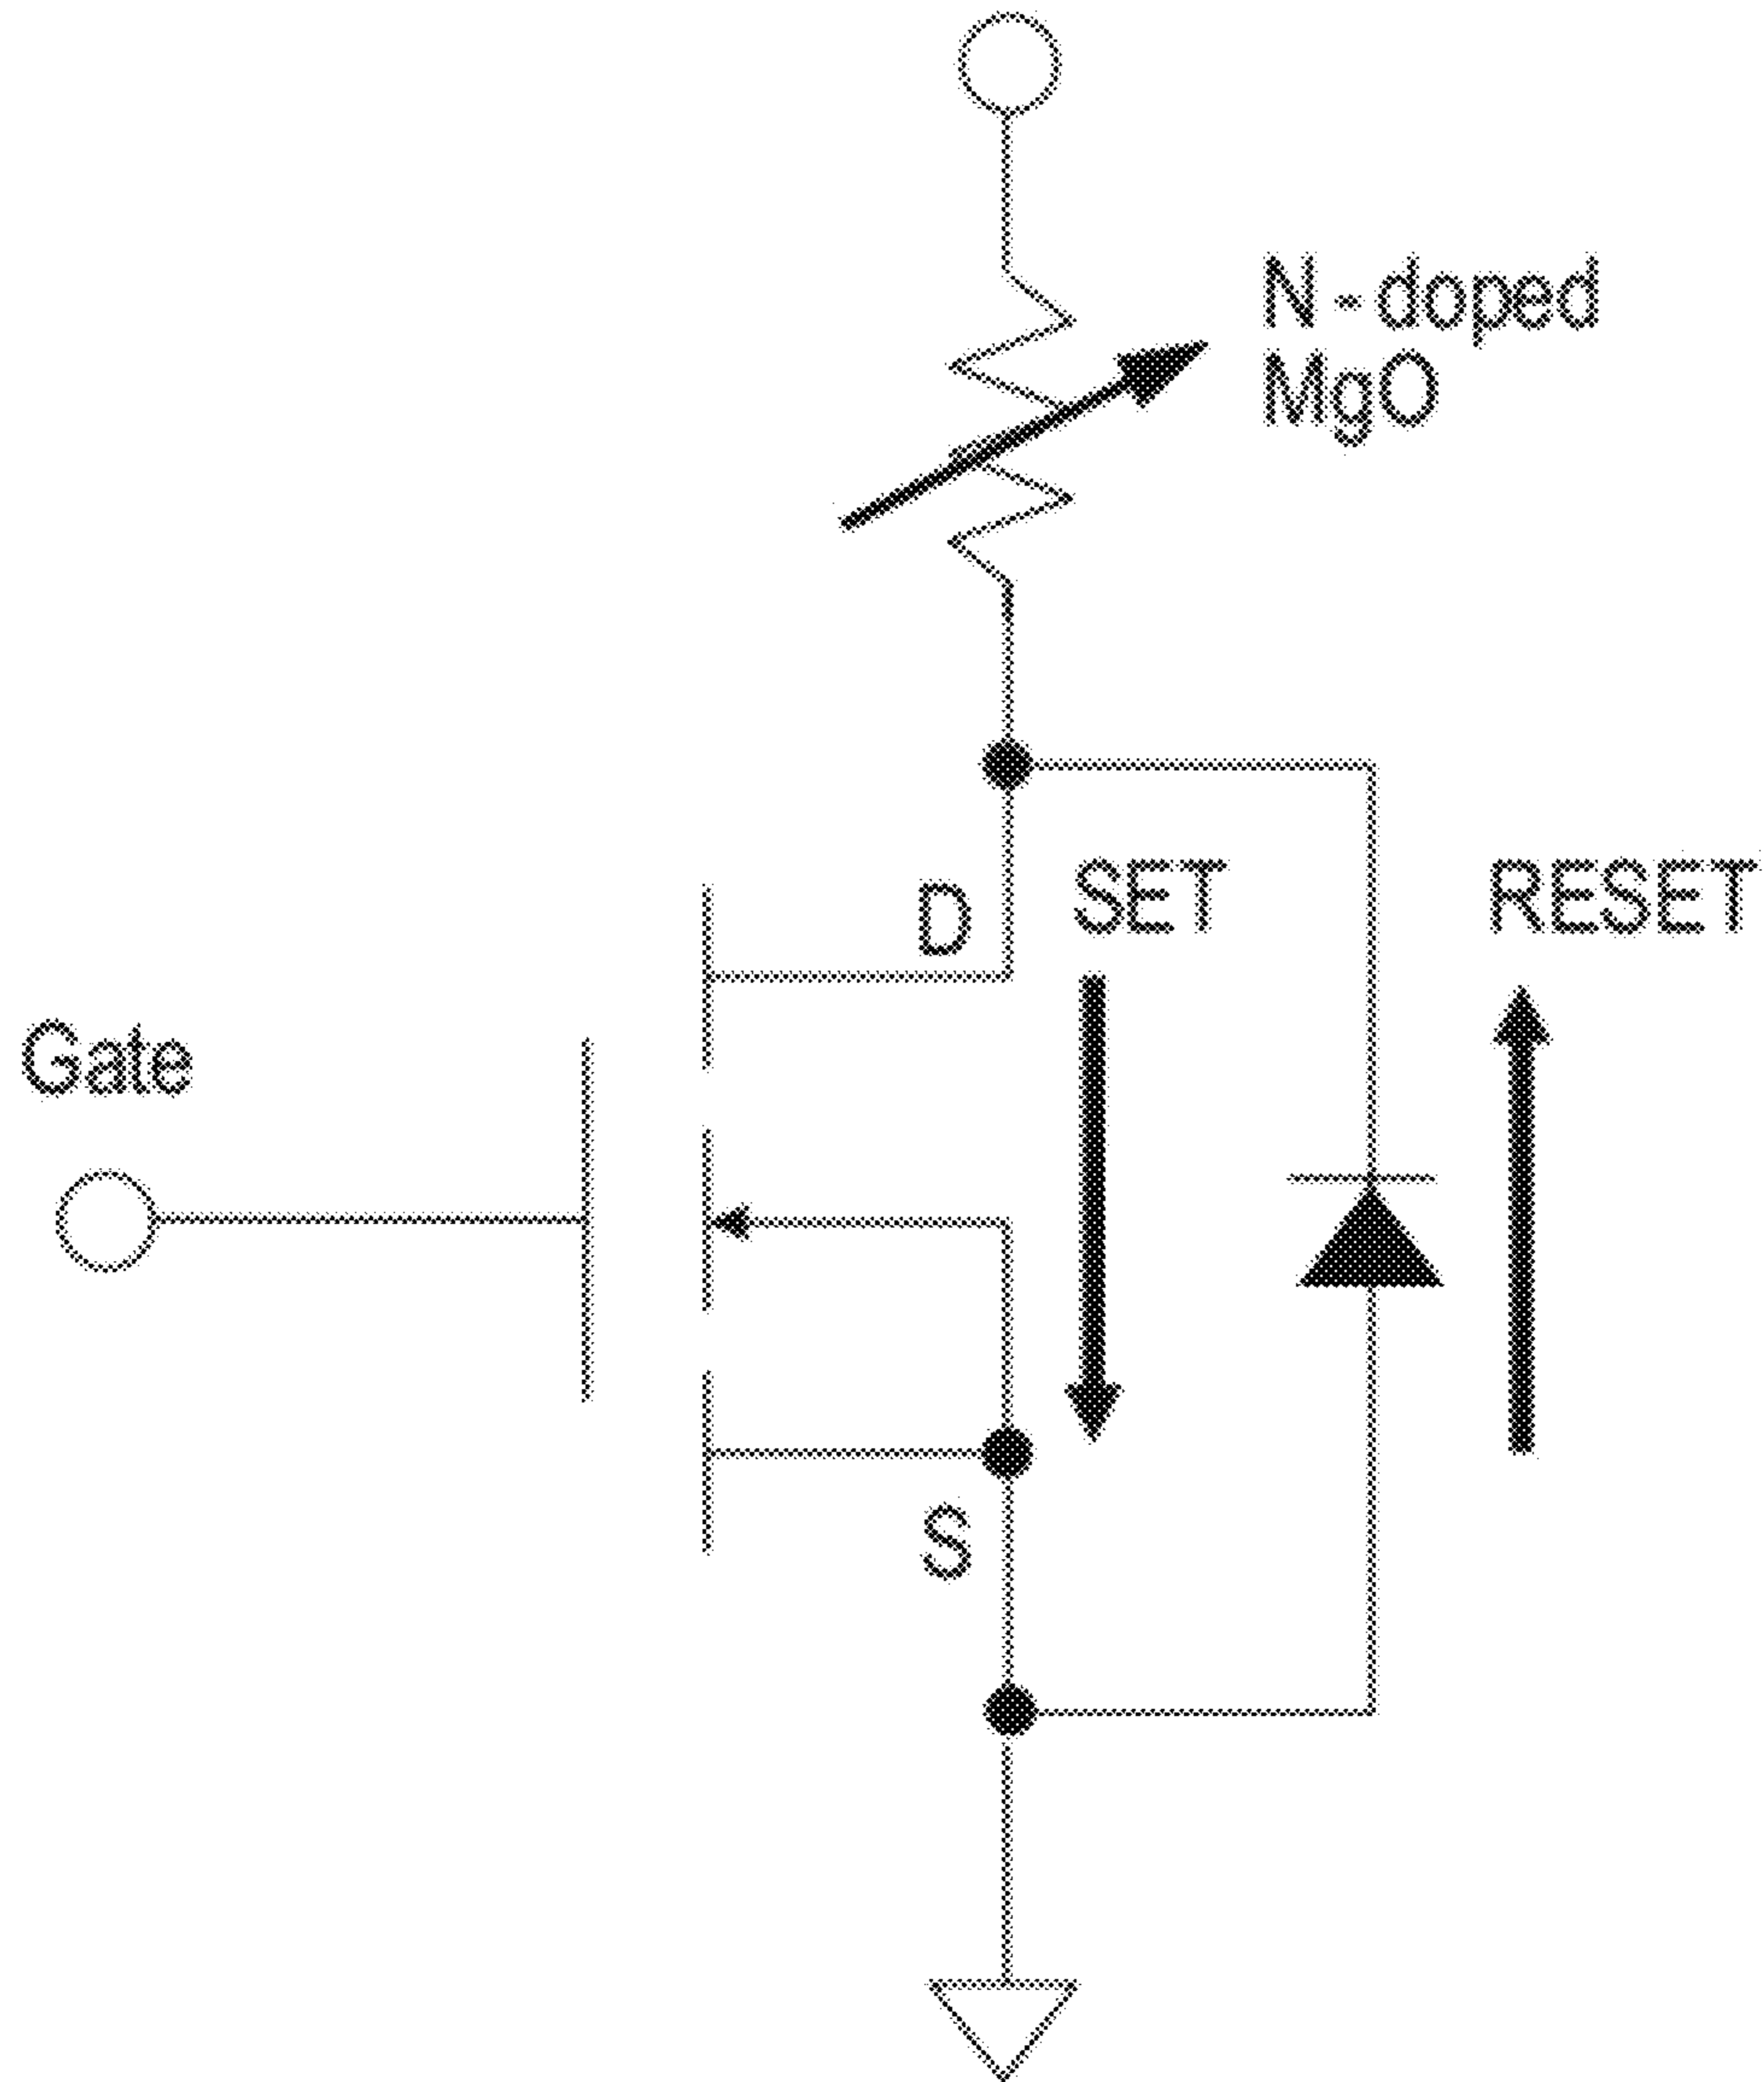 N-doped
MgO
D
SET
RESET
Gate
S